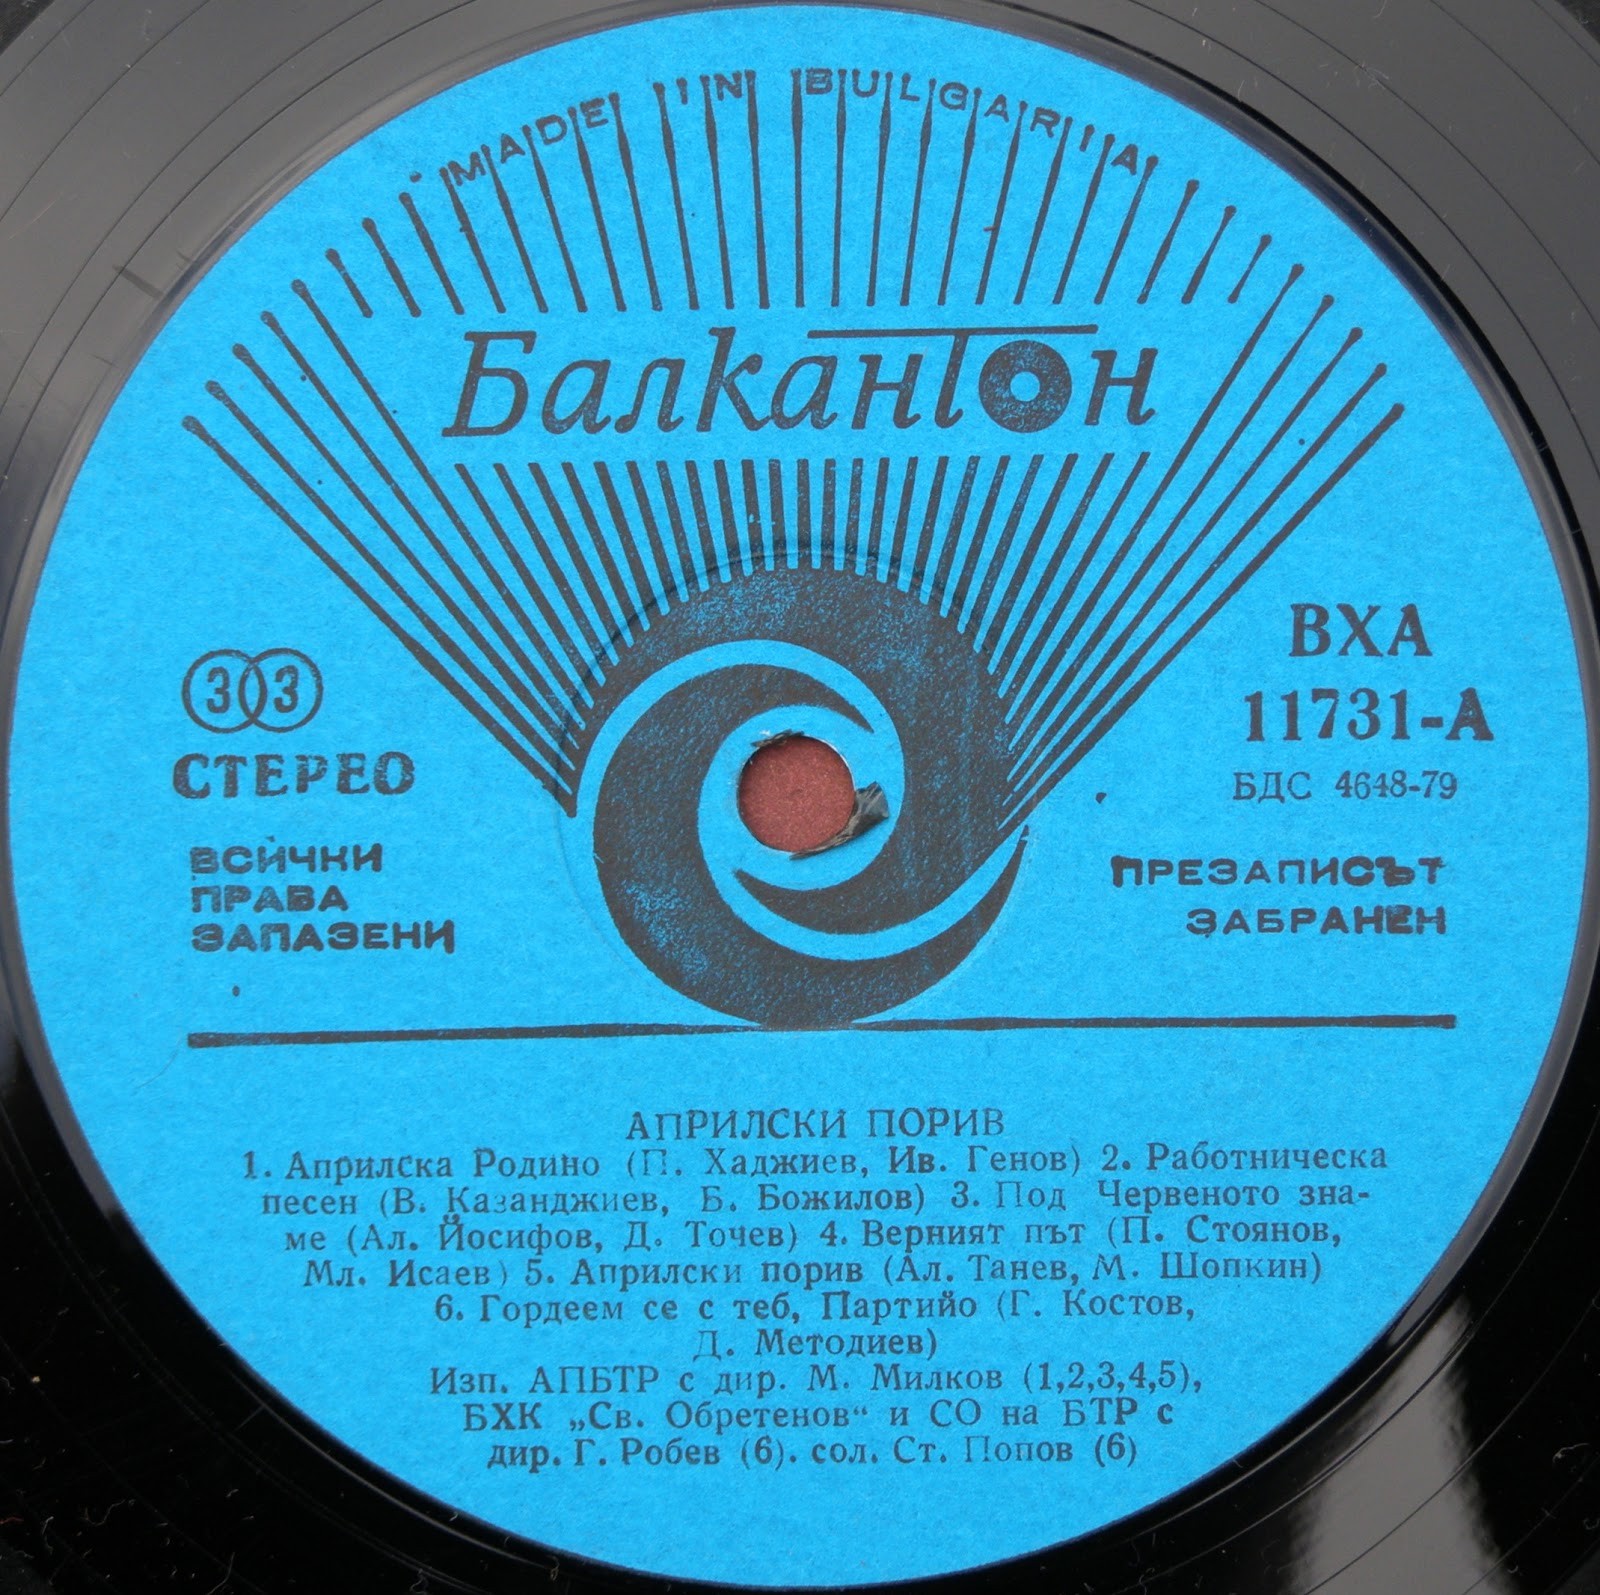 MADE IN BULGARIA
Балкантон
33
СТЕРЕО
ВСИЧКИ
ПРАВА
ЗАПАЗЕНИ
ВХА
11731-А
БДС 4648-79
ПРЕЗАПИСЪТ
ЗАБРАНЕН
АПРИЛСКИ ПОРИВ
1. Априлска Родино (П. Хаджиев, Ив. Генов) 2. Работническа
песен (В. Казанджиев, Б. Божилов) 3. Под Червеното зна-
ме (Ал. Йосифов, Д. Точев) 4. Верният път (П. Стоянов,
Мл. Исаев) 5. Априлски порив (Ал. Танев, М. Шопкин)
6. Гордеем се с теб, Партийо (Г. Костов,
Д. Методиев)
Изп. АПБТР с дир. М. Милков (1,2,3,4,5),
БХК „Св. Обретенов“ и СО на БТР с
дир. Г. Робев (6). сол. Ст. Попов (6)